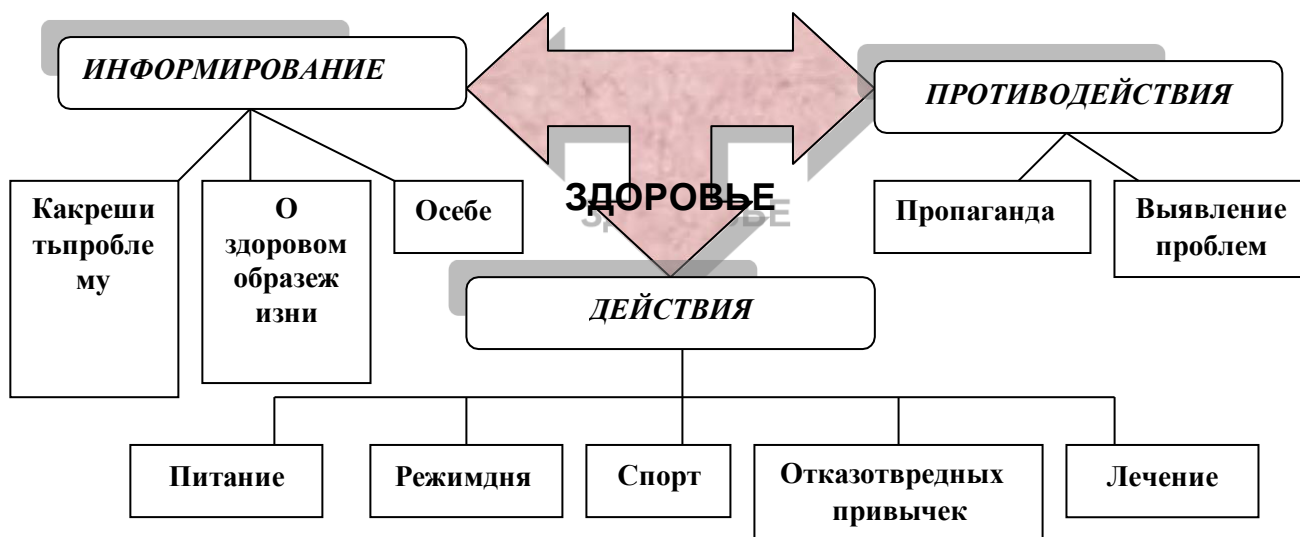 ИНФОРМИРОВАНИЕ
ПРОТИВОДЕЙСТВИЯ
Какреши
тьпробле
му
О
здоровом
образеж
изни
Осебе
ЗДОРОВЬЕ
Пропаганда
Выявление
проблем
ДЕЙСТВИЯ
Питание
Режимдня
Спорт
Отказотвредных
привычек
Лечение